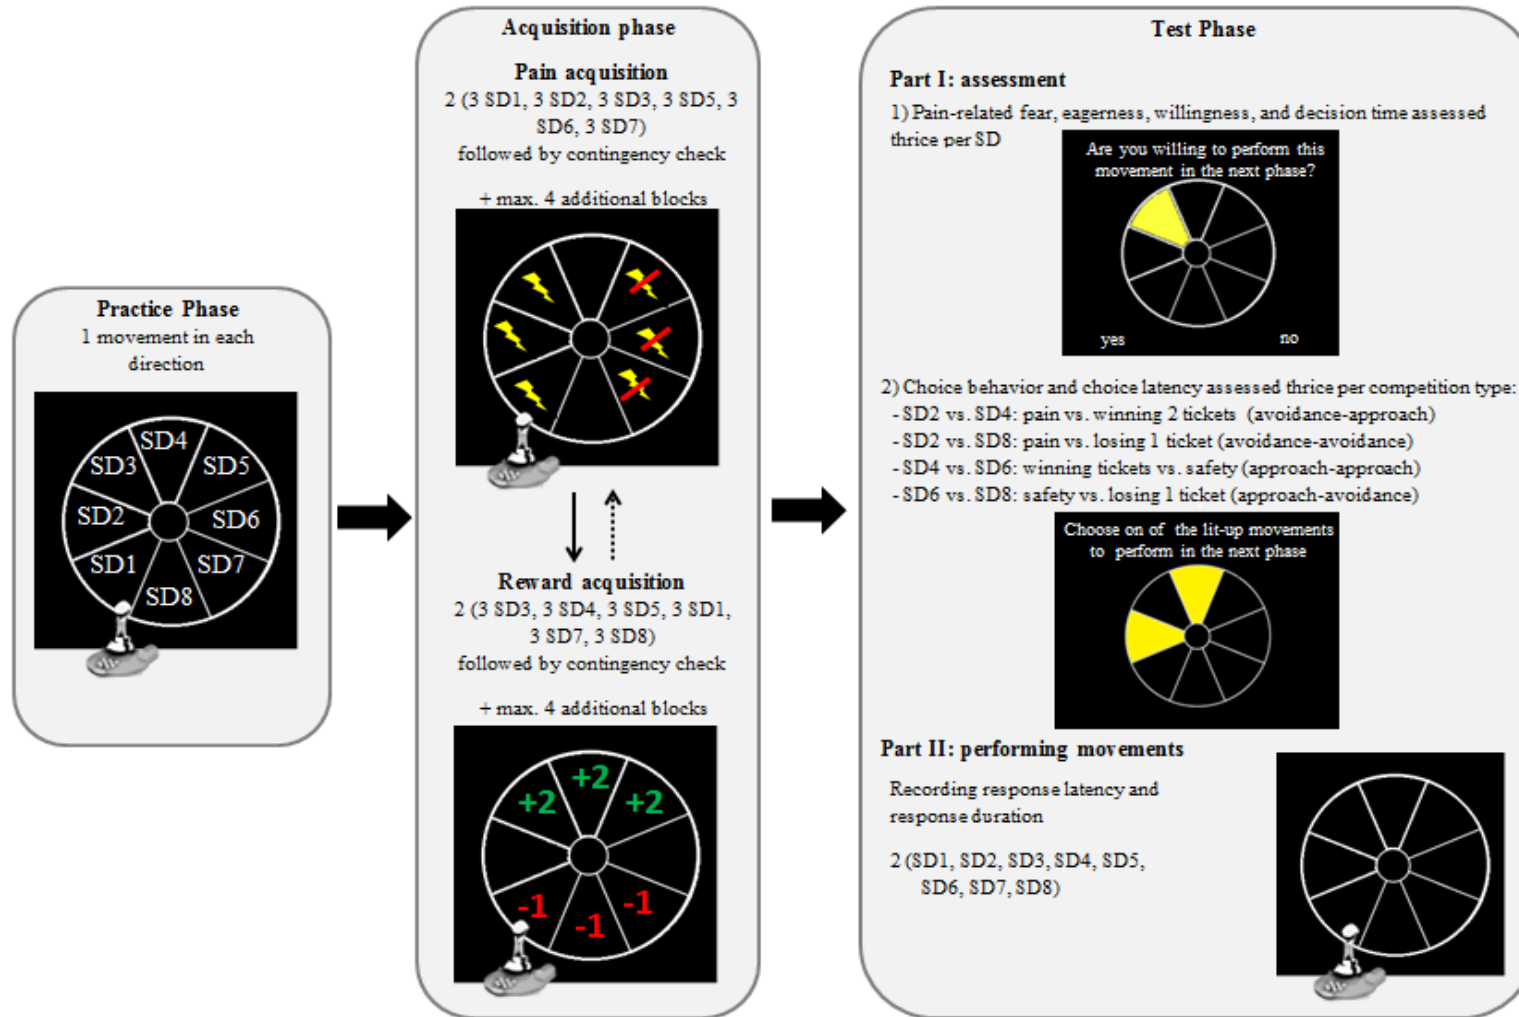 Practice Phase
1 movement in each
direction
SD4
SD3
SD5
SD2
SD6
SD1
SD7
SD8
Acquisition phase
Pain acquisition
2 (3 SD1, 3 SD2, 3 SD3, 3 SD5, 3
SD6, 3 SD7)
followed by contingency check
+ max. 4 additional blocks
Reward acquisition
2 (3 SD3, 3 SD4, 3 SD5, 3 SD1,
3 SD7, 3 SD8)
followed by contingency check
+ max. 4 additional blocks
+2
+2
+2
-1
-1
-1
Test Phase
Part I: assessment
1) Pain-related fear, eagerness, willingness, and decision time assessed
thrice per SD
Are you willing to perform this
movement in the next phase?
yes
no
2) Choice behavior and choice latency assessed thrice per competition type:
- SD2 vs. SD4: pain vs. winning 2 tickets (avoidance-approach)
- SD2 vs. SD8: pain vs. losing 1 ticket (avoidance-avoidance)
- SD4 vs. SD6: winning tickets vs. safety (approach-approach)
- SD6 vs. SD8: safety vs. losing 1 ticket (approach-avoidance)
Choose on of the lit-up movements
to perform in the next phase
Part II: performing movements
Recording response latency and
response duration
2 (SD1, SD2, SD3, SD4, SD5,
SD6, SD7, SD8)